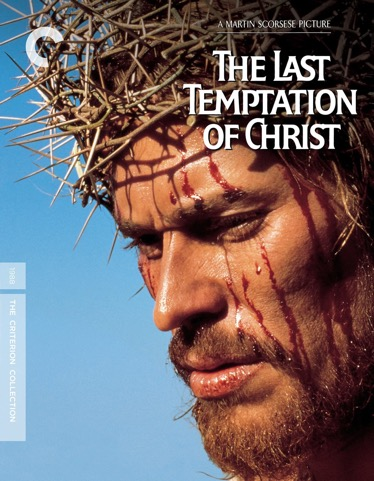 A MARTIN SCORSESE PICTURE
THE LAST
TEMPTATION
OF CHRIST
1988
THE CRITERION COLLECTION